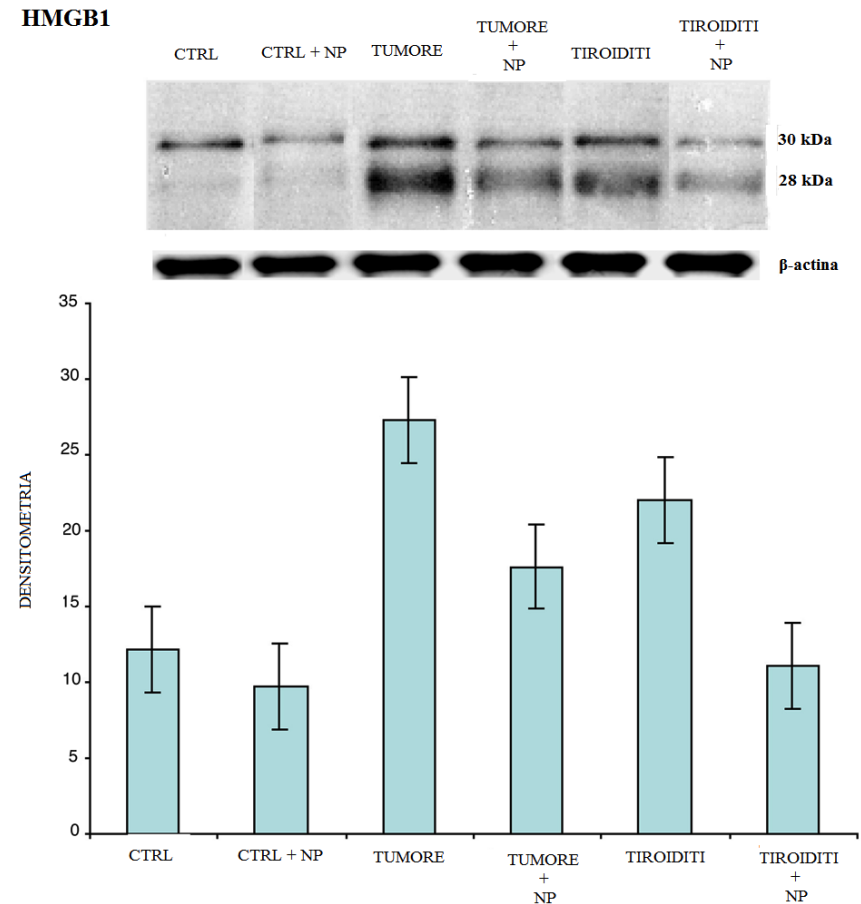 HMGB1
CTRL
CTRL + NP
TUMORE
TUMORE
+
NP
TIROIDITI
TIROIDITI
+
NP
30 kDa
28 kDa
β-actina
35
30
25
20
15
10
5
0
DENSITOMETRIA
CTRL
CTRL + NP
TUMORE
TUMORE
+
NP
TIROIDITI
TIROIDITI
+
NP